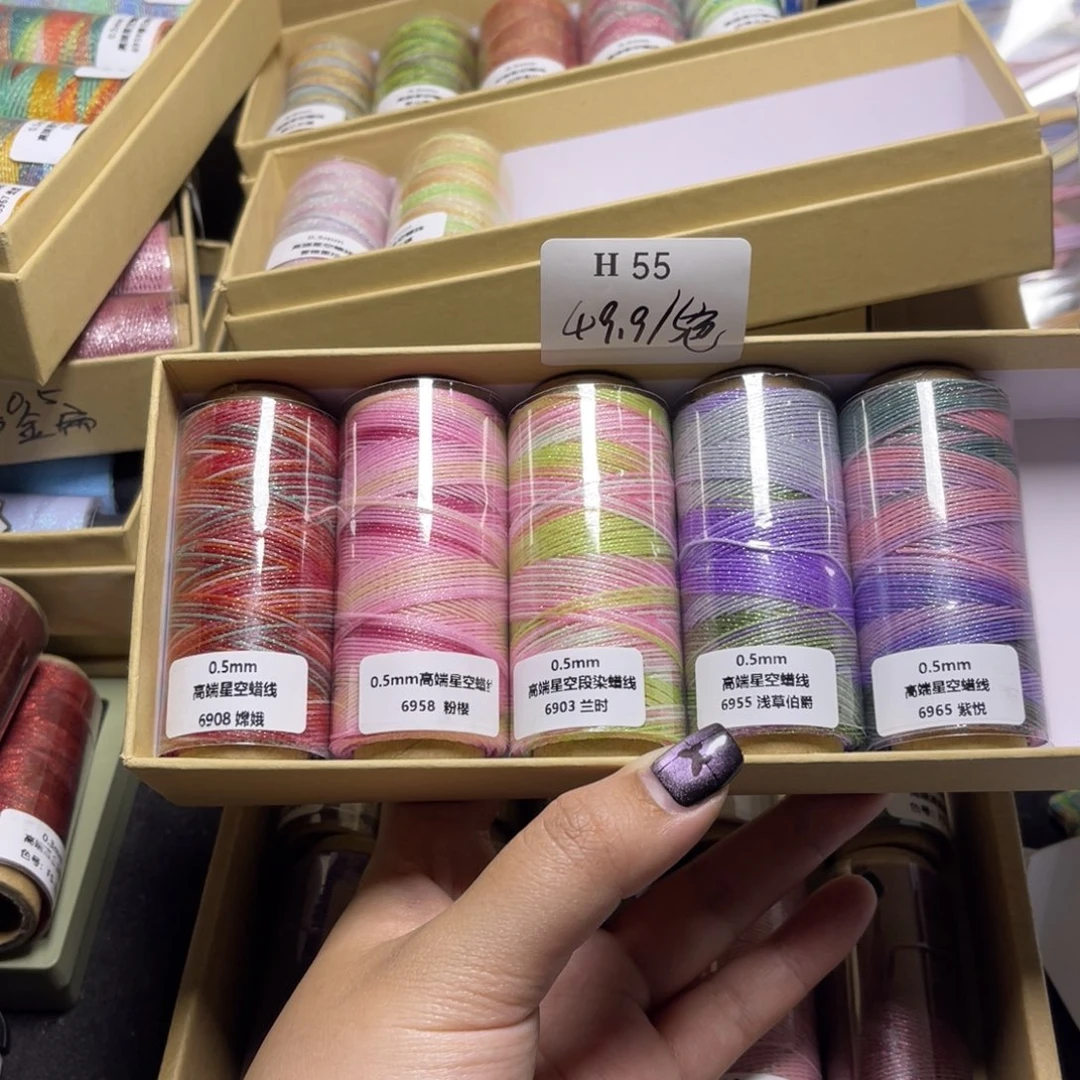 H 55
49.9/包
0.5mm
高端星空蜡线
6908 嫦娥
0.5mm高端星空蜡线
6958 粉樱
0.5mm
高端星空段染蜡线
6903 兰时
0.5mm
高端星空蜡线
6955 浅草伯爵
0.5mm
高端星空蜡线
6965 紫悦